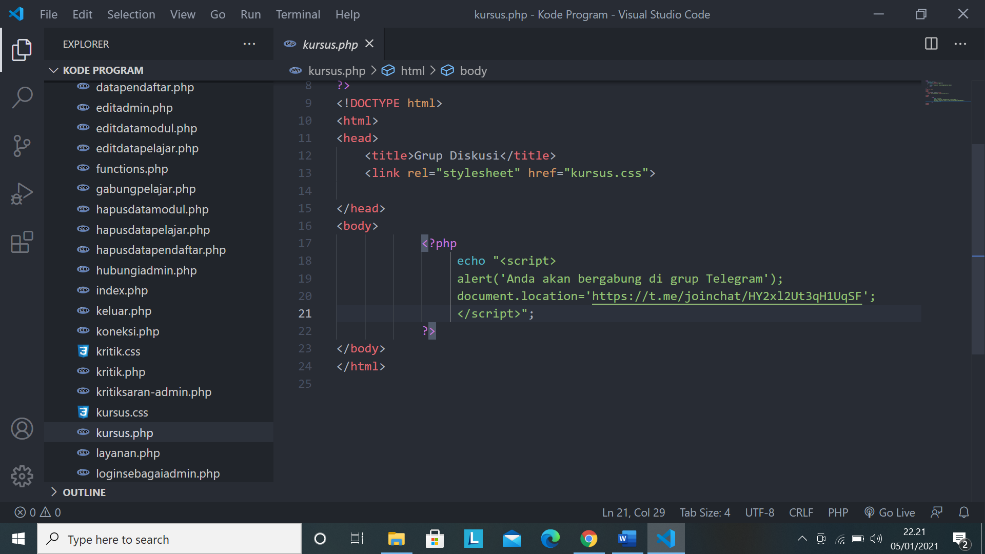 File Edit Selection View Go Run Terminal Help kursus.php - Kode Program - Visual Studio Code
EXPLORER
KODE PROGRAM
datapendaftar.php
editadmin.php
editdatamodul.php
editdatapelajar.php
functions.php
gabungpelajar.php
hapusdatamodul.php
hapusdatapelajar.php
hapusdatapendaftar.php
hubungiadmin.php
index.php
keluar.php
koneksi.php
kritik.css
kritik.php
kritiksaran-admin.php
kursus.css
kursus.php
layanan.php
loginsebagaiadmin.php
OUTLINE
kursus.php
kursus.php > html > body
8 ?>
9 <!DOCTYPE html>
10 <html>
11 <head>
12 <title>Grup Diskusi</title>
13 <link rel="stylesheet" href="kursus.css">
14
15 </head>
16 <body>
17 <?php
18 echo "<script>
19 alert('Anda akan bergabung di grup Telegram');
20 document.location='https://t.me/joinchat/HY2xl2Ut3qH1UqSF';
21 </script>";
22 ?>
23 </body>
24 </html>
25
0 0 Ln 21, Col 29 Tab Size: 4 UTF-8 CRLF PHP Go Live
Type here to search
L
W
22.21
05/01/2021
2